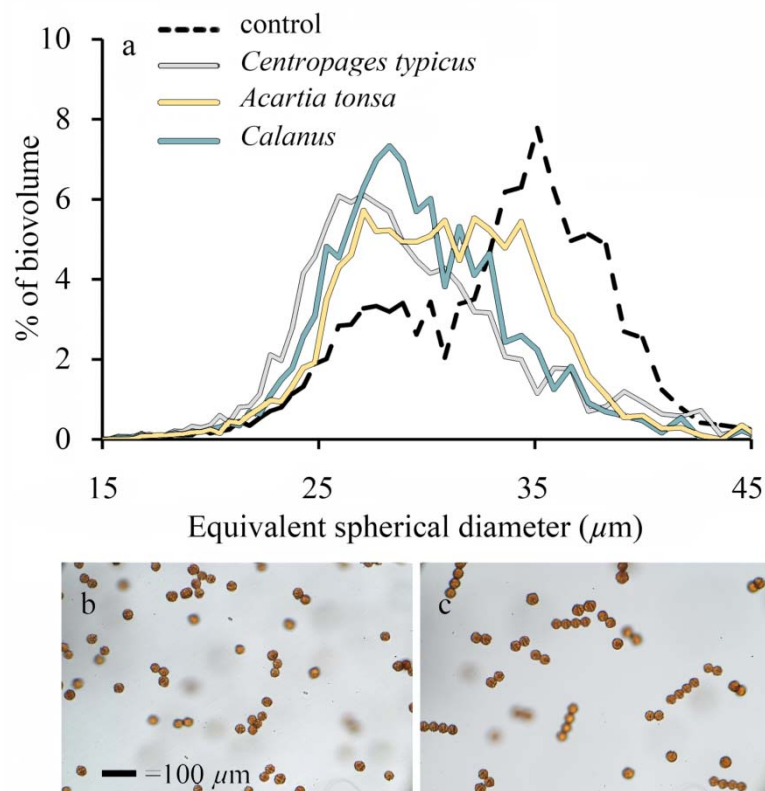 control
Centropages typicus
Acartia tonsa
Calanus
a
% of biovolume
10
8
6
4
2
0
15 25 35 45
Equivalent spherical diameter (µm)
b
c
=100 µm